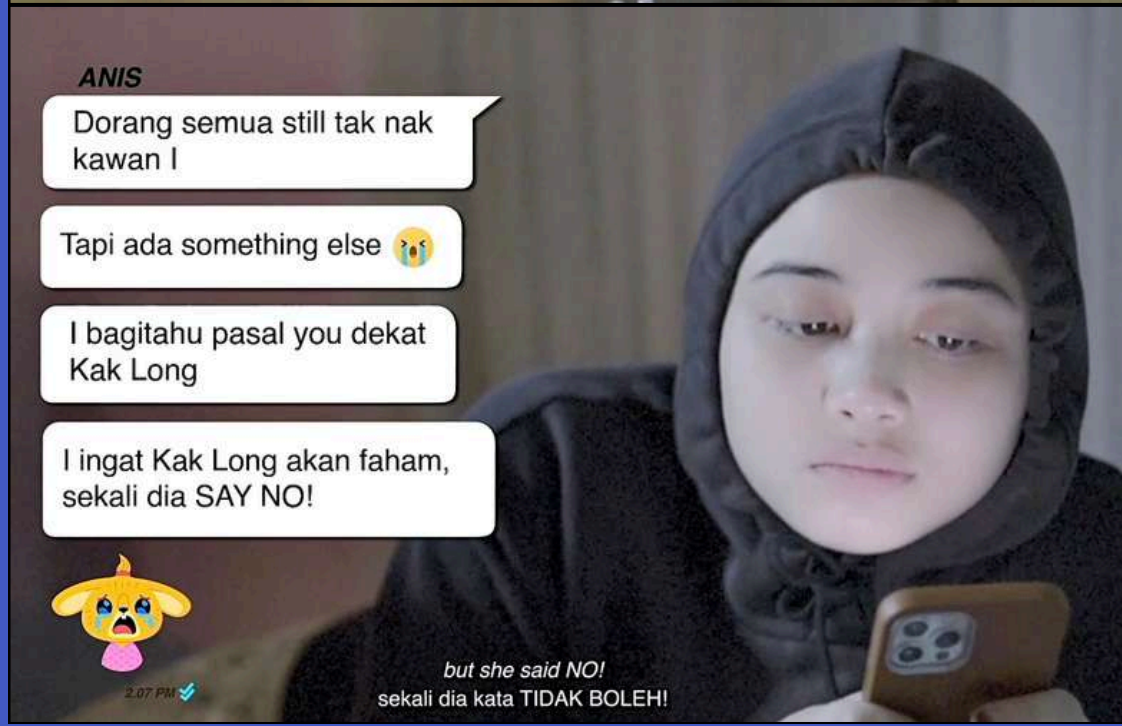 ANIS
Dorang semua still tak nak
kawan I
Tapi ada something else
I bagitahu pasal you dekat
Kak Long
I ingat Kak Long akan faham,
sekali dia SAY NO!
2.07 PM
but she said NO!
sekali dia kata TIDAK BOLEH!